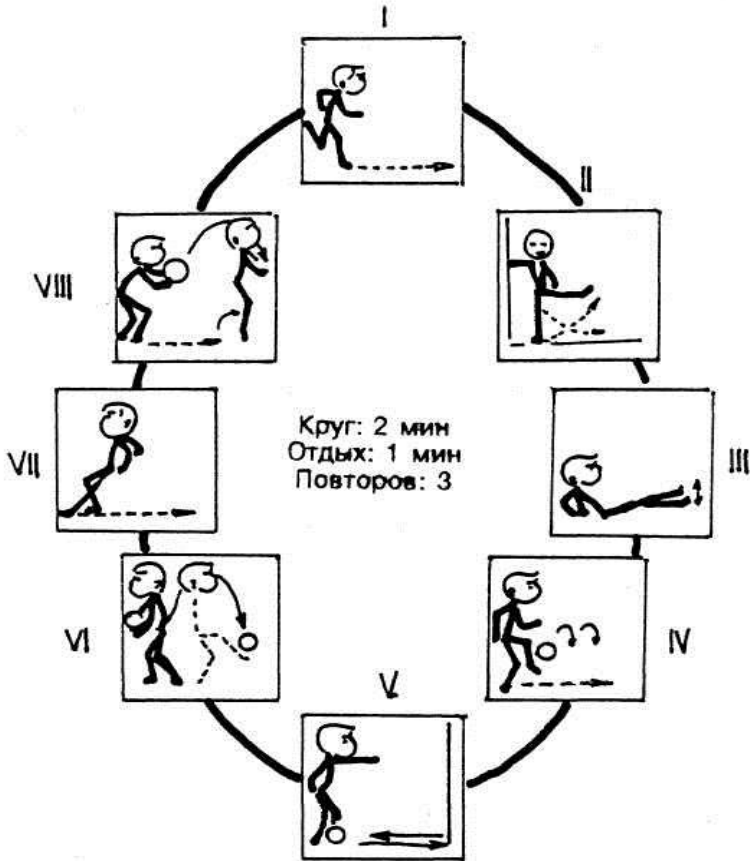 I
II
VIII
Круг: 2 мин
Отдых: 1 мин
Повторов: 3
VII
III
VI
IV
V